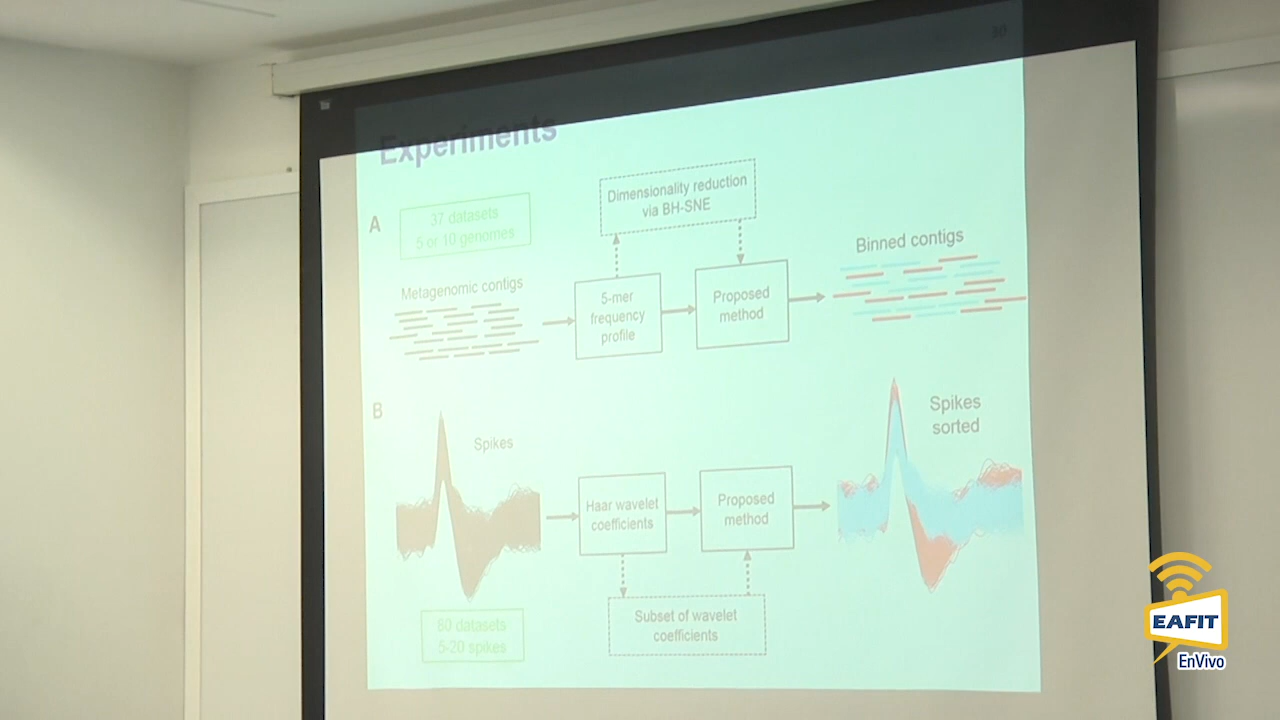 30
Experiments
A
37 datasets
5 or 10 genomes
Dimensionality reduction
via BH-SNE
Metagenomic contigs
5-mer
frequency
profile
Proposed
method
Binned contigs
B
Spikes
Haar wavelet
coefficients
Proposed
method
Spikes
sorted
80 datasets
5-20 spikes
Subset of wavelet
coefficients
EAFIT
EnVivo